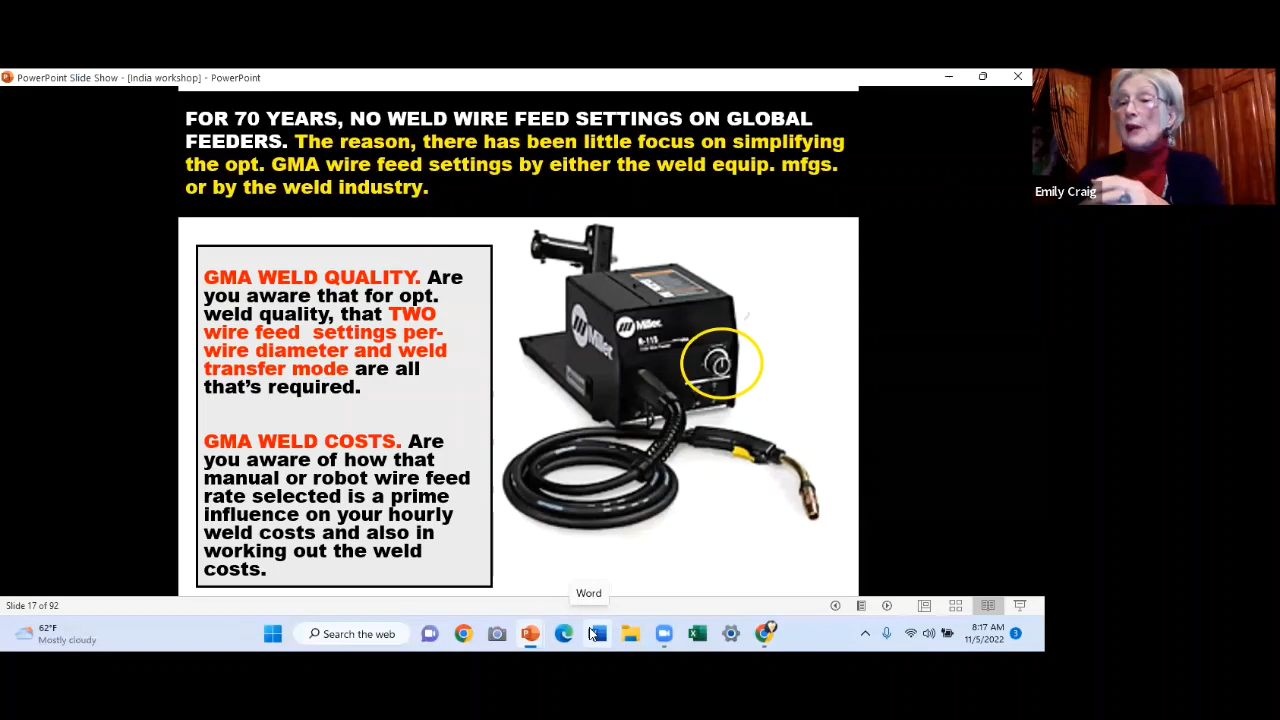 PowerPoint Slide Show - [India workshop] - PowerPoint
FOR 70 YEARS, NO WELD WIRE FEED SETTINGS ON GLOBAL
FEEDERS. The reason, there has been little focus on simplifying
the opt. GMA wire feed settings by either the weld equip. mfgs.
or by the weld industry.
Emily Craig
GMA WELD QUALITY. Are
you aware that for opt.
weld quality, that TWO
wire feed settings per-
wire diameter and weld
transfer mode are all
that's required.
GMA WELD COSTS. Are
you aware of how that
manual or robot wire feed
rate selected is a prime
influence on your hourly
weld costs and also in
working out the weld
costs.
Miller
Miller
Word
Slide 17 of 92
62°F
Mostly cloudy
Search the web
8:17 AM
11/5/2022
3